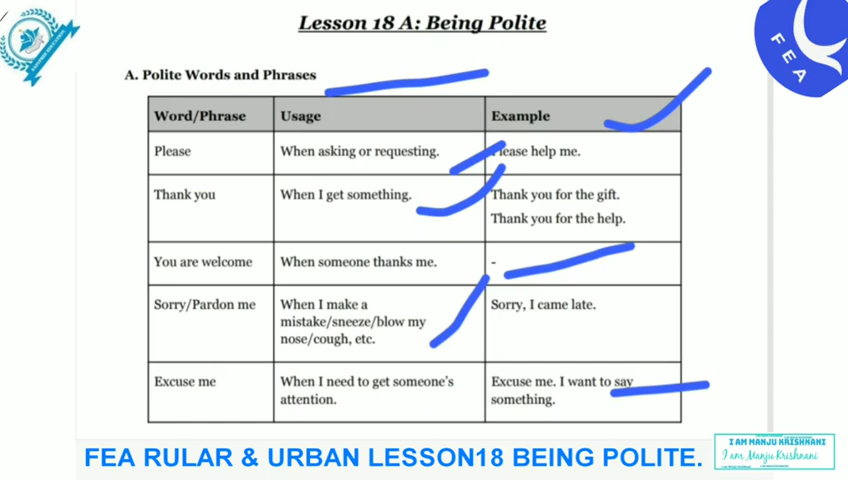 Lesson 18 A: Being Polite
FEA
A. Polite Words and Phrases
Word/Phrase Usage Example
Please When asking or requesting. Please help me.
Thank you When I get something. Thank you for the gift.
Thank you for the help.
You are welcome When someone thanks me. -
Sorry/Pardon me When I make a Sorry, I came late.
mistake/sneeze/blow my
nose/cough, etc.
Excuse me When I need to get someone's Excuse me. I want to say
attention. something.
FEA RULAR & URBAN LESSON18 BEING POLITE.
I AM MANJU KRISHNANI
I am Manju Krishnani